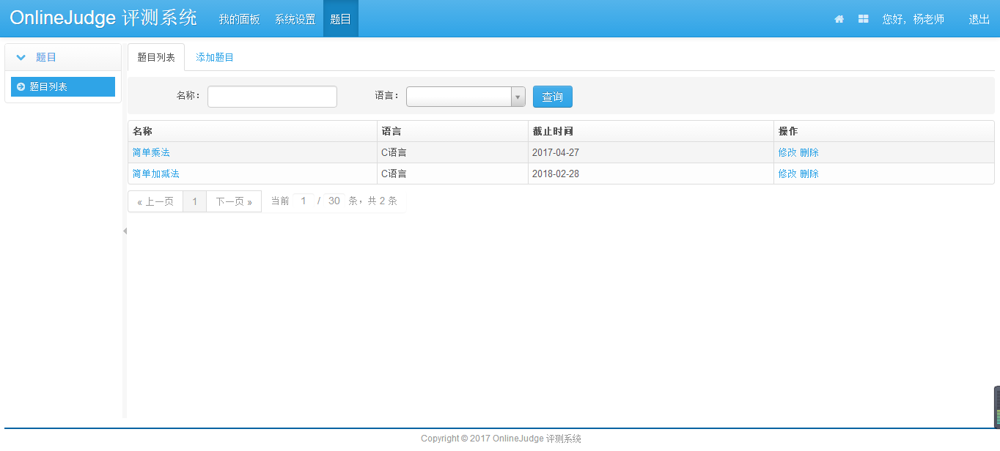 OnlineJudge 评测系统 我的面板 系统设置 题目 您好，杨老师 退出
题目 题目列表 添加题目
题目列表
名称： 语言： 查询
名称 语言 截止时间 操作
简单乘法 C语言 2017-04-27 修改 删除
简单加减法 C语言 2018-02-28 修改 删除
« 上一页 1 下一页 » 当前 1 / 30 条，共 2 条
Copyright © 2017 OnlineJudge 评测系统